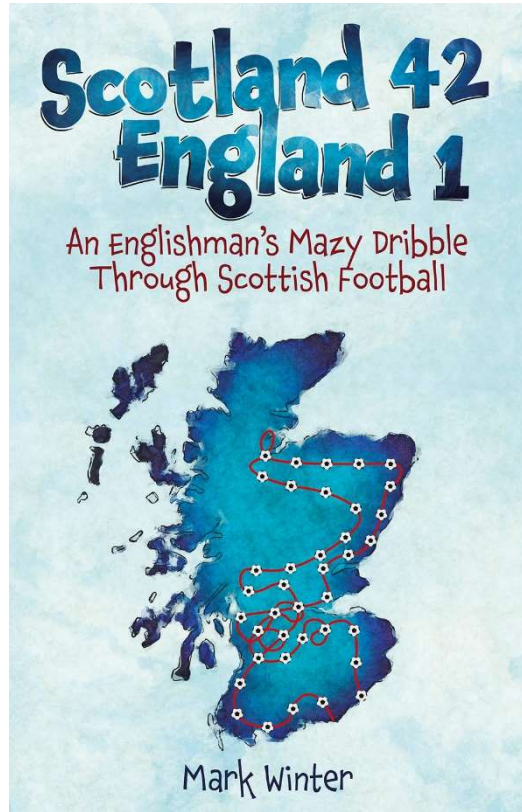 Scotland 42
England 1
An Englishman's Mazy Dribble
Through Scottish Football
Mark Winter